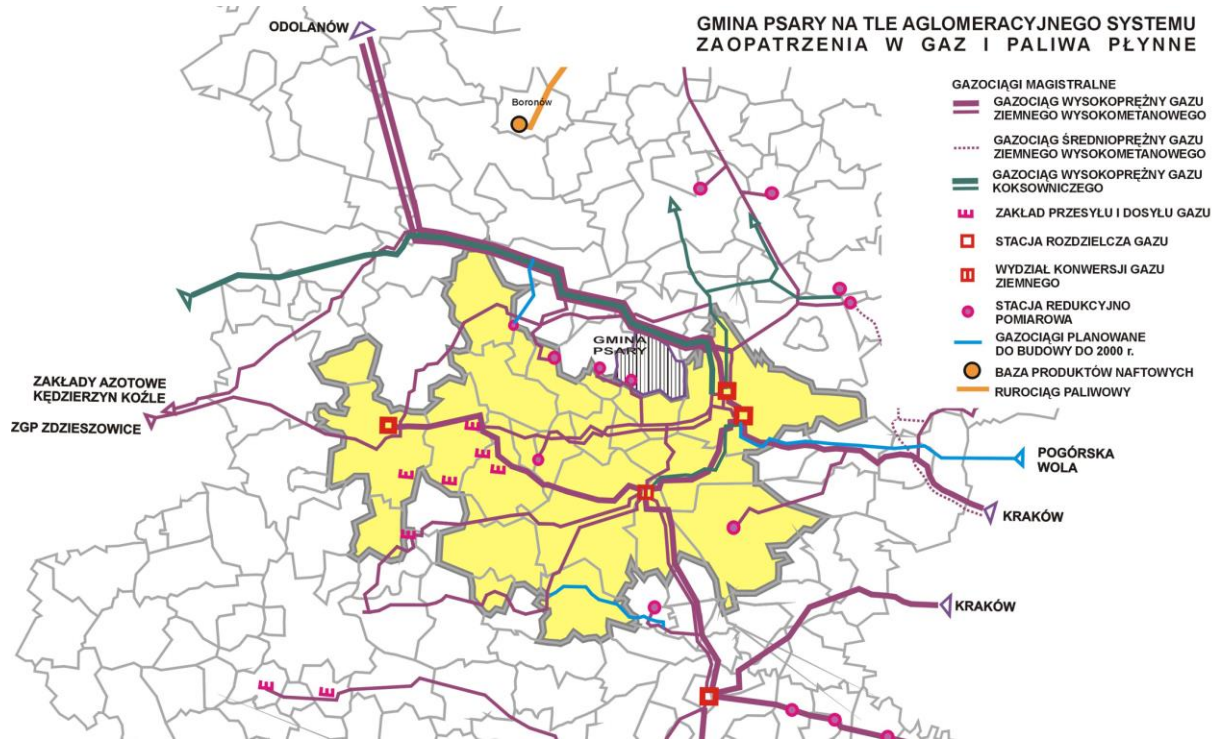 GMINA PSARY NA TLE AGLOMERACYJNEGO SYSTEMU
ZAOPATRZENIA W GAZ I PALIWA PŁYNNE
ODOLANÓW
Boronów
GAZOCIĄGI MAGISTRALNE
GAZOCIĄG WYSOKOPRĘŻNY GAZU
ZIEMNEGO WYSOKOMETANOWEGO
GAZOCIĄG ŚREDNIOPRĘŻNY GAZU
ZIEMNEGO WYSOKOMETANOWEGO
GAZOCIĄG WYSOKOPRĘŻNY GAZU
KOKSOWNICZEGO
E ZAKŁAD PRZESYŁU I DOSYŁU GAZU
STACJA ROZDZIELCZA GAZU
WYDZIAŁ KONWERSJI GAZU
ZIEMNEGO
STACJA REDUKCYJNO
POMIAROWA
GAZOCIĄGI PLANOWANE
DO BUDOWY DO 2000 r.
BAZA PRODUKTÓW NAFTOWYCH
RUROCIĄG PALIWOWY
GMINA
PSARY
ZAKŁADY AZOTOWE
KĘDZIERZYN KOŹLE
ZGP ZDZIESZOWICE
E
E
E
E
E
POGÓRSKA
WOLA
KRAKÓW
KRAKÓW
E
E